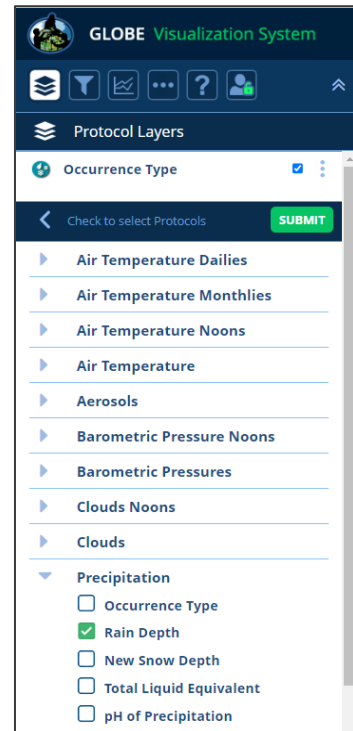 GLOBE Visualization System
Protocol Layers
Occurrence Type
Check to select Protocols SUBMIT
Air Temperature Dailies
Air Temperature Monthlies
Air Temperature Noons
Air Temperature
Aerosols
Barometric Pressure Noons
Barometric Pressures
Clouds Noons
Clouds
Precipitation
Occurrence Type
Rain Depth
New Snow Depth
Total Liquid Equivalent
pH of Precipitation